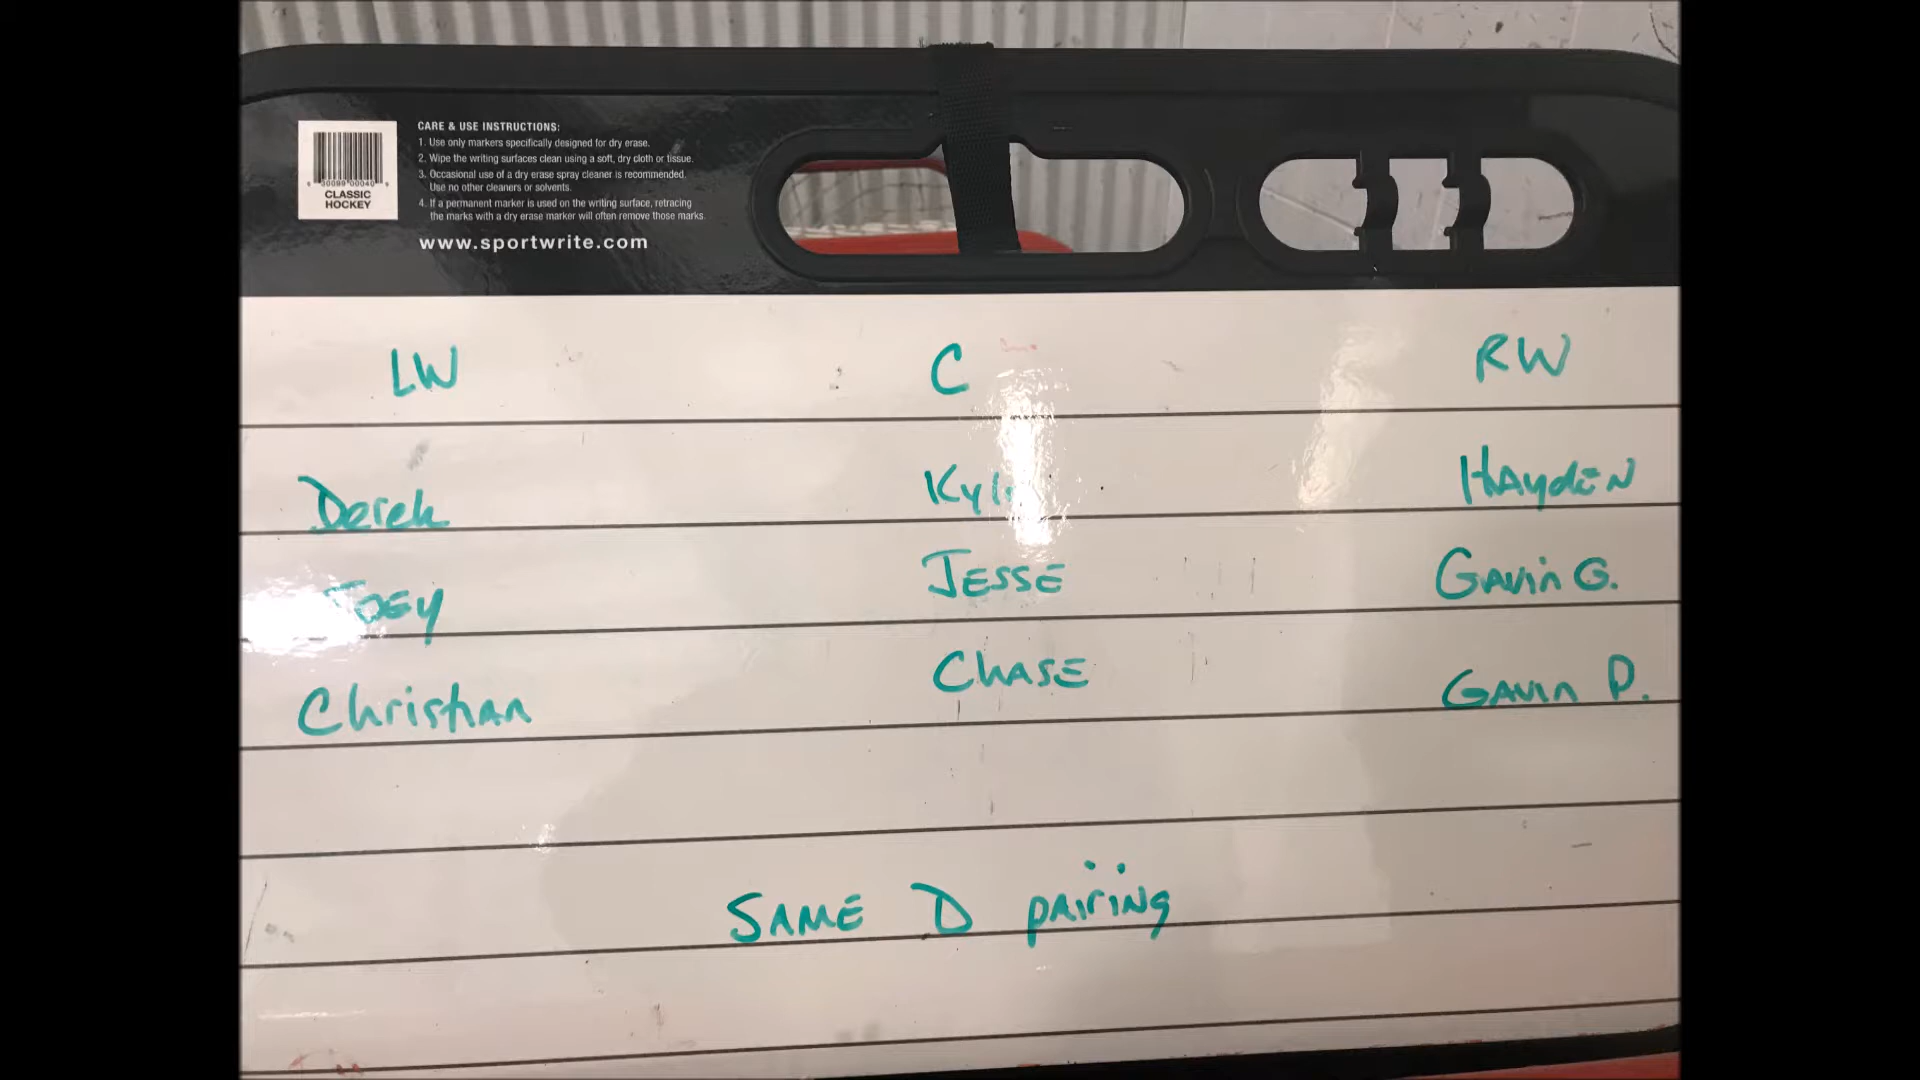 CARE & USE INSTRUCTIONS:
1. Use only markers specifically designed for dry erase.
2. Wipe the writing surfaces clean using a soft, dry cloth or tissue.
3. Occasional use of a dry erase spray cleaner is recommended.
Use no other cleaners or solvents.
4. If a permanent marker is used on the writing surface, retracing
the marks with a dry erase marker will often remove those marks.
www.sportwrite.com
CLASSIC
HOCKEY
LW C RW
Derek HAYDEN
JOEY JESSE GAVIN G.
Christian CHASE GAVIN P.
SAME D PAIRING